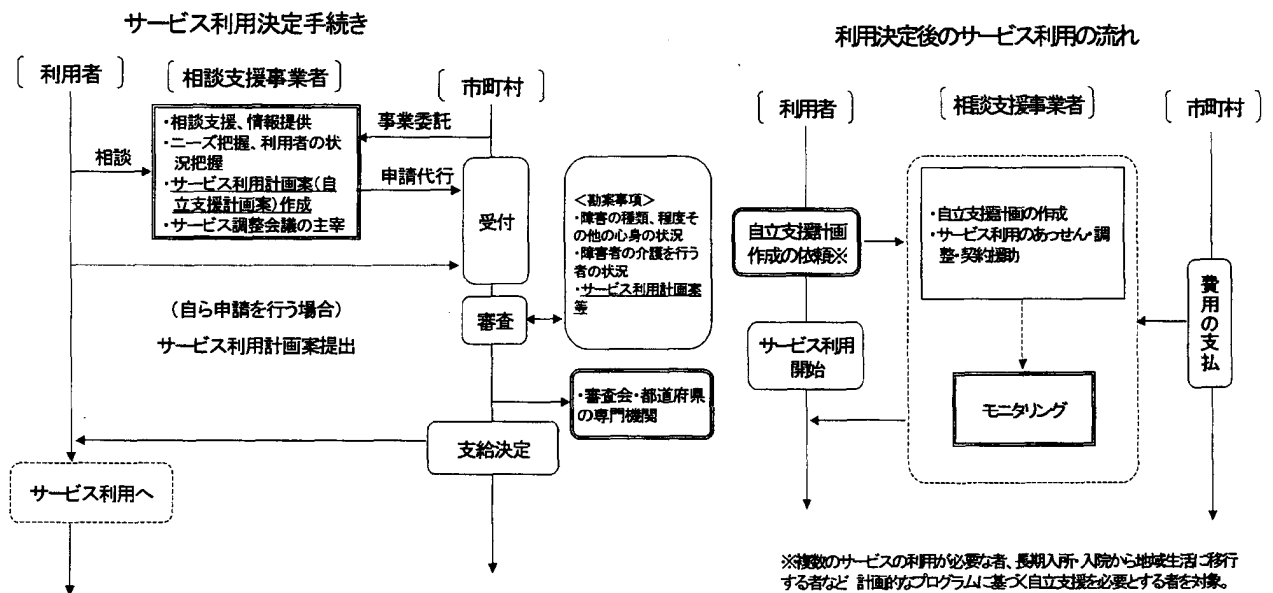 サービス利用決定手続き
〔 利用者 〕
〔 相談支援事業者 〕
〔 市町村 〕
・相談支援、情報提供
・ニーズ把握、利用者の状
況把握
・サービス利用計画案（自
立支援計画案）作成
・サービス調整会議の主宰
相談
事業委託
申請代行
受付
＜勘案事項＞
・障害の種類、程度そ
の他の心身の状況
・障害者の介護を行う
者の状況
・サービス利用計画案
等
（自ら申請を行う場合）
サービス利用計画案提出
審査
・審査会・都道府県
の専門機関
支給決定
サービス利用へ
利用決定後のサービス利用の流れ
〔 利用者 〕
〔 相談支援事業者 〕
〔 市町村 〕
自立支援計画
作成の依頼※
・自立支援計画の作成
・サービス利用のあっせん・調
整・契約援助
費用の支払
サービス利用
開始
モニタリング
※複数のサービスの利用が必要な者、長期入所・入院から地域生活に移行
する者など 計画的なプログラムに基づく自立支援を必要とする者を対象。